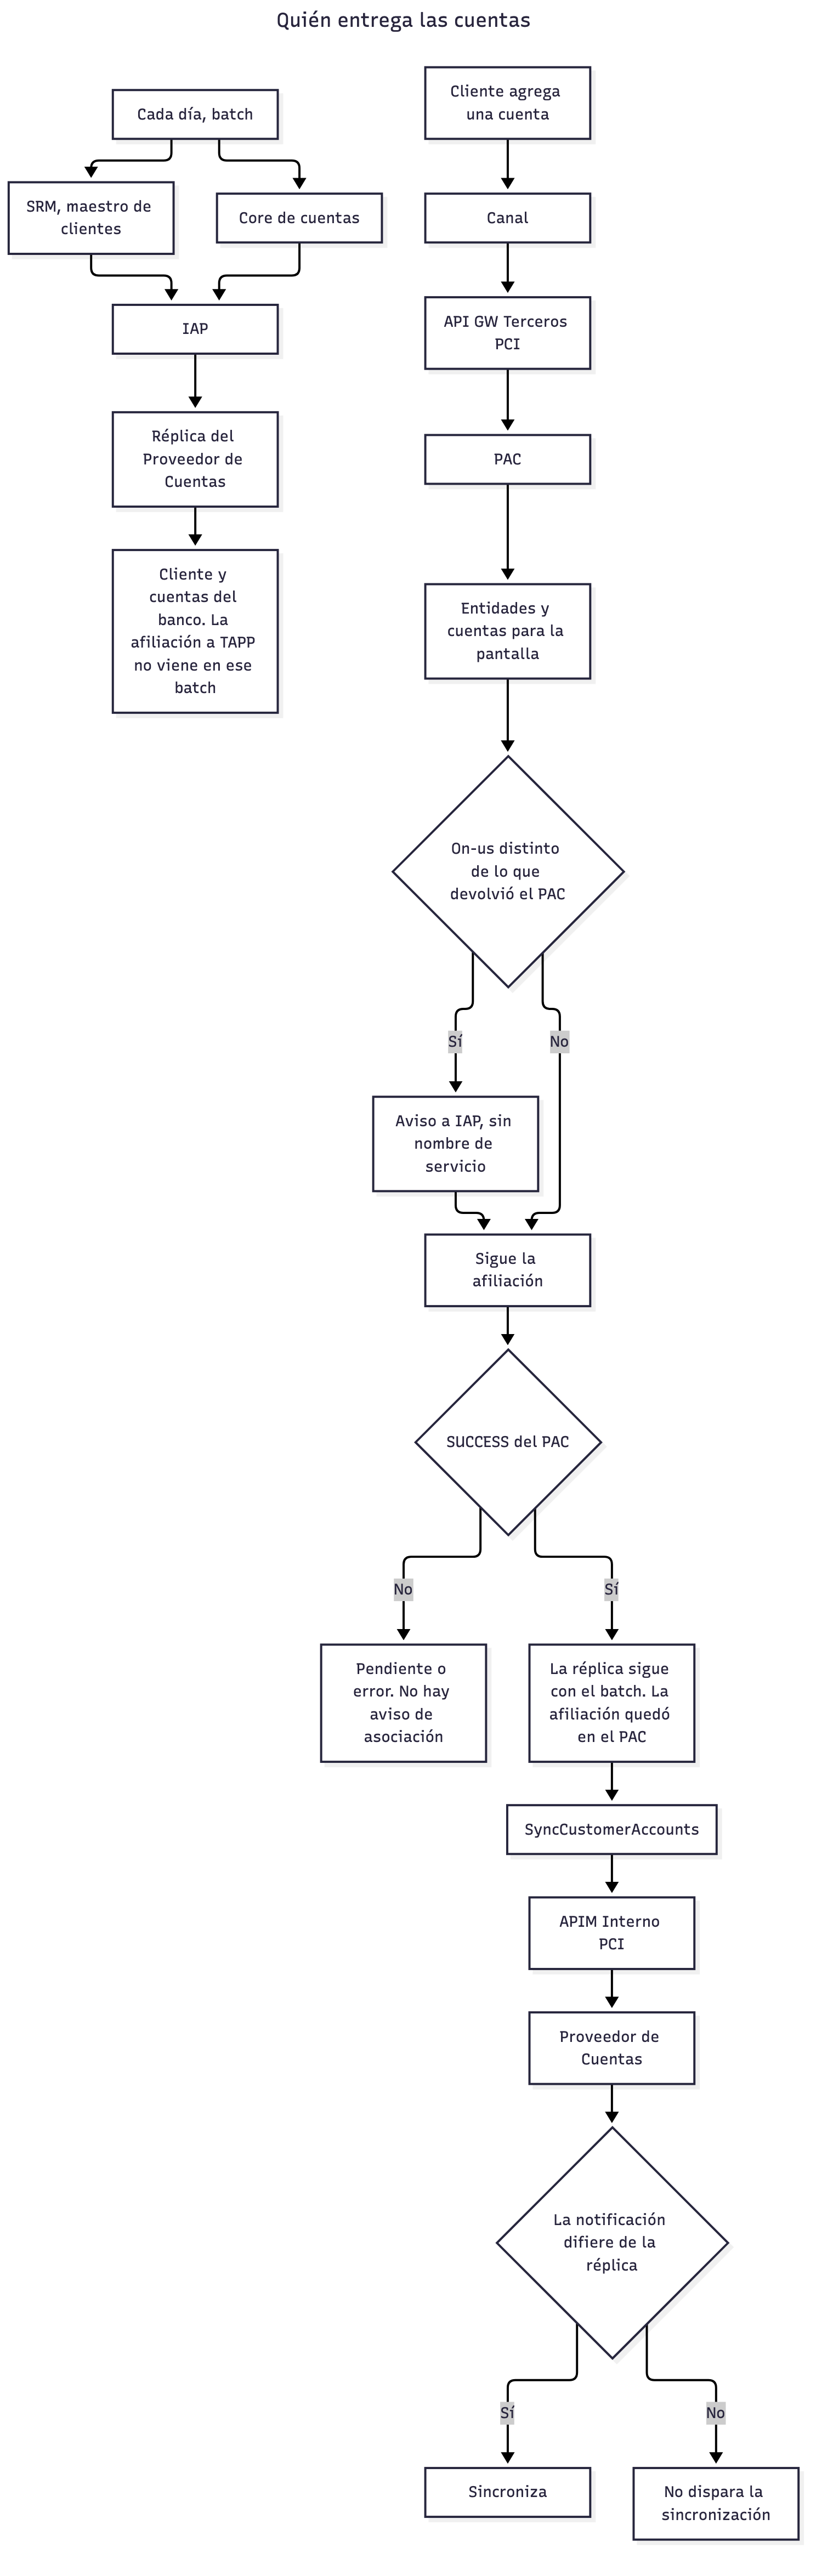 Quién entrega las cuentas
Cada día, batch
SRM, maestro de
clientes
Core de cuentas
IAP
Réplica del
Proveedor de
Cuentas
Cliente y
cuentas del
banco. La
afiliación a TAPP
no viene en ese
batch
Cliente agrega
una cuenta
Canal
API GW Terceros
PCI
PAC
Entidades y
cuentas para la
pantalla
On-us distinto
de lo que
devolvió el PAC
Sí
No
Aviso a IAP, sin
nombre de
servicio
Sigue la
afiliación
SUCCESS del PAC
No
Sí
Pendiente o
error. No hay
aviso de
asociación
La réplica sigue
con el batch. La
afiliación quedó
en el PAC
SyncCustomerAccounts
APIM Interno
PCI
Proveedor de
Cuentas
La notificación
difiere de la
réplica
Sí
No
Sincroniza
No dispara la
sincronización